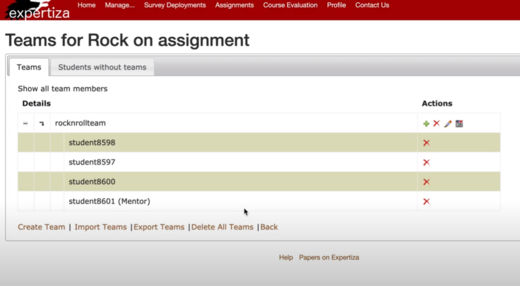 expertiza
Home Manage... Survey Deployments Assignments Course Evaluation Profile Contact Us
Teams for Rock on assignment
Teams Students without teams
Show all team members
Details Actions
rocknrollteam
student8598
student8597
student8600
student8601 (Mentor)
Create Team | Import Teams |Export Teams |Delete All Teams |Back
Help Papers on Expertiza